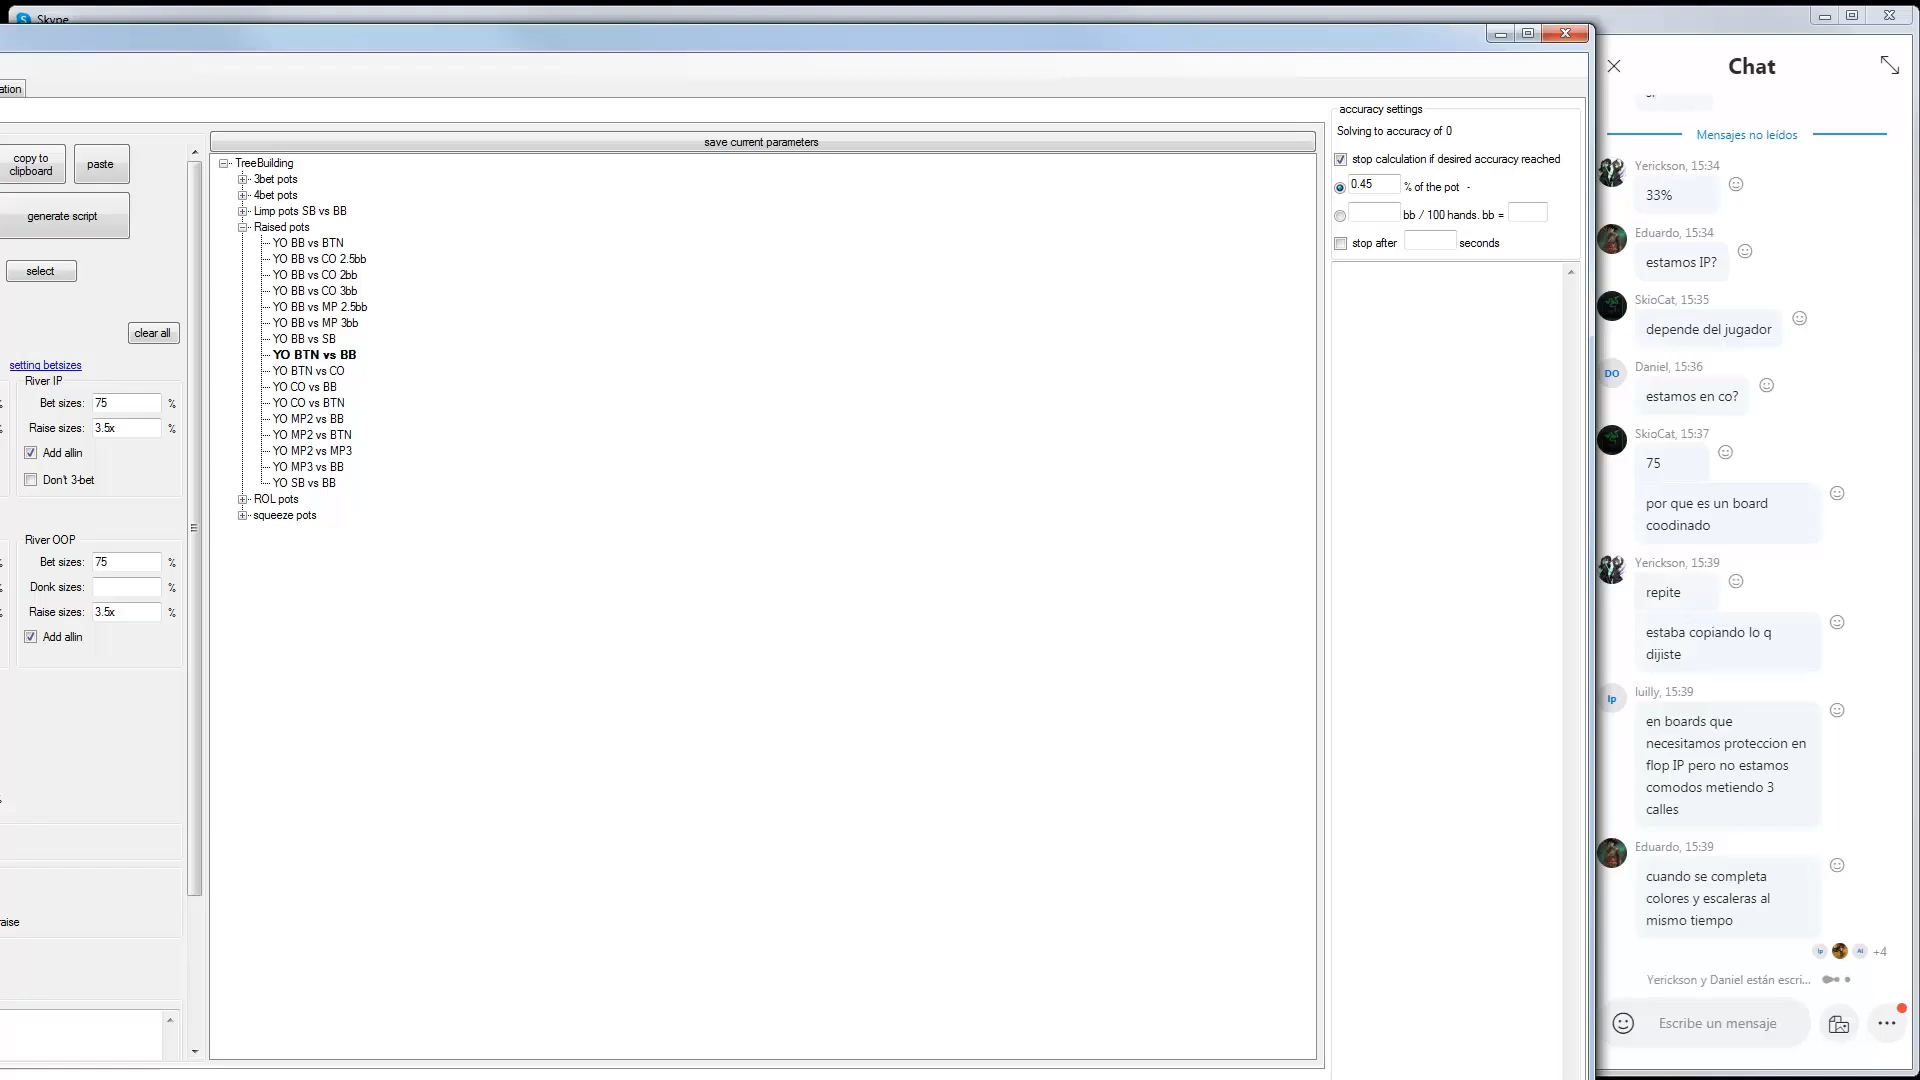 Skype
ation
copy to
clipboard
paste
generate script
select
clear all
setting betsizes
River IP
Bet sizes: 75 %
Raise sizes: 3.5x %
Add allin
Don't 3-bet
River OOP
Bet sizes: 75 %
Donk sizes: %
Raise sizes: 3.5x %
Add allin
aise
save current parameters
TreeBuilding
3bet pots
4bet pots
Limp pots SB vs BB
Raised pots
YO BB vs BTN
YO BB vs CO 2.5bb
YO BB vs CO 2bb
YO BB vs CO 3bb
YO BB vs MP 2.5bb
YO BB vs MP 3bb
YO BB vs SB
YO BTN vs BB
YO BTN vs CO
YO CO vs BB
YO CO vs BTN
YO MP2 vs BB
YO MP2 vs BTN
YO MP2 vs MP3
YO MP3 vs BB
YO SB vs BB
ROL pots
squeeze pots
accuracy settings
Solving to accuracy of 0
stop calculation if desired accuracy reached
0.45 % of the pot -
bb / 100 hands. bb =
stop after seconds
Chat
Mensajes no leídos
Yerickson, 15:34
33%
Eduardo, 15:34
estamos IP?
SkioCat, 15:35
depende del jugador
DO
Daniel, 15:36
estamos en co?
SkioCat, 15:37
75
por que es un board
coodinado
Yerickson, 15:39
repite
estaba copiando lo q
dijiste
lp
luilly, 15:39
en boards que
necesitamos proteccion en
flop IP pero no estamos
comodos metiendo 3
calles
Eduardo, 15:39
cuando se completa
colores y escaleras al
mismo tiempo
lp Al +4
Yerickson y Daniel están escri...
Escribe un mensaje